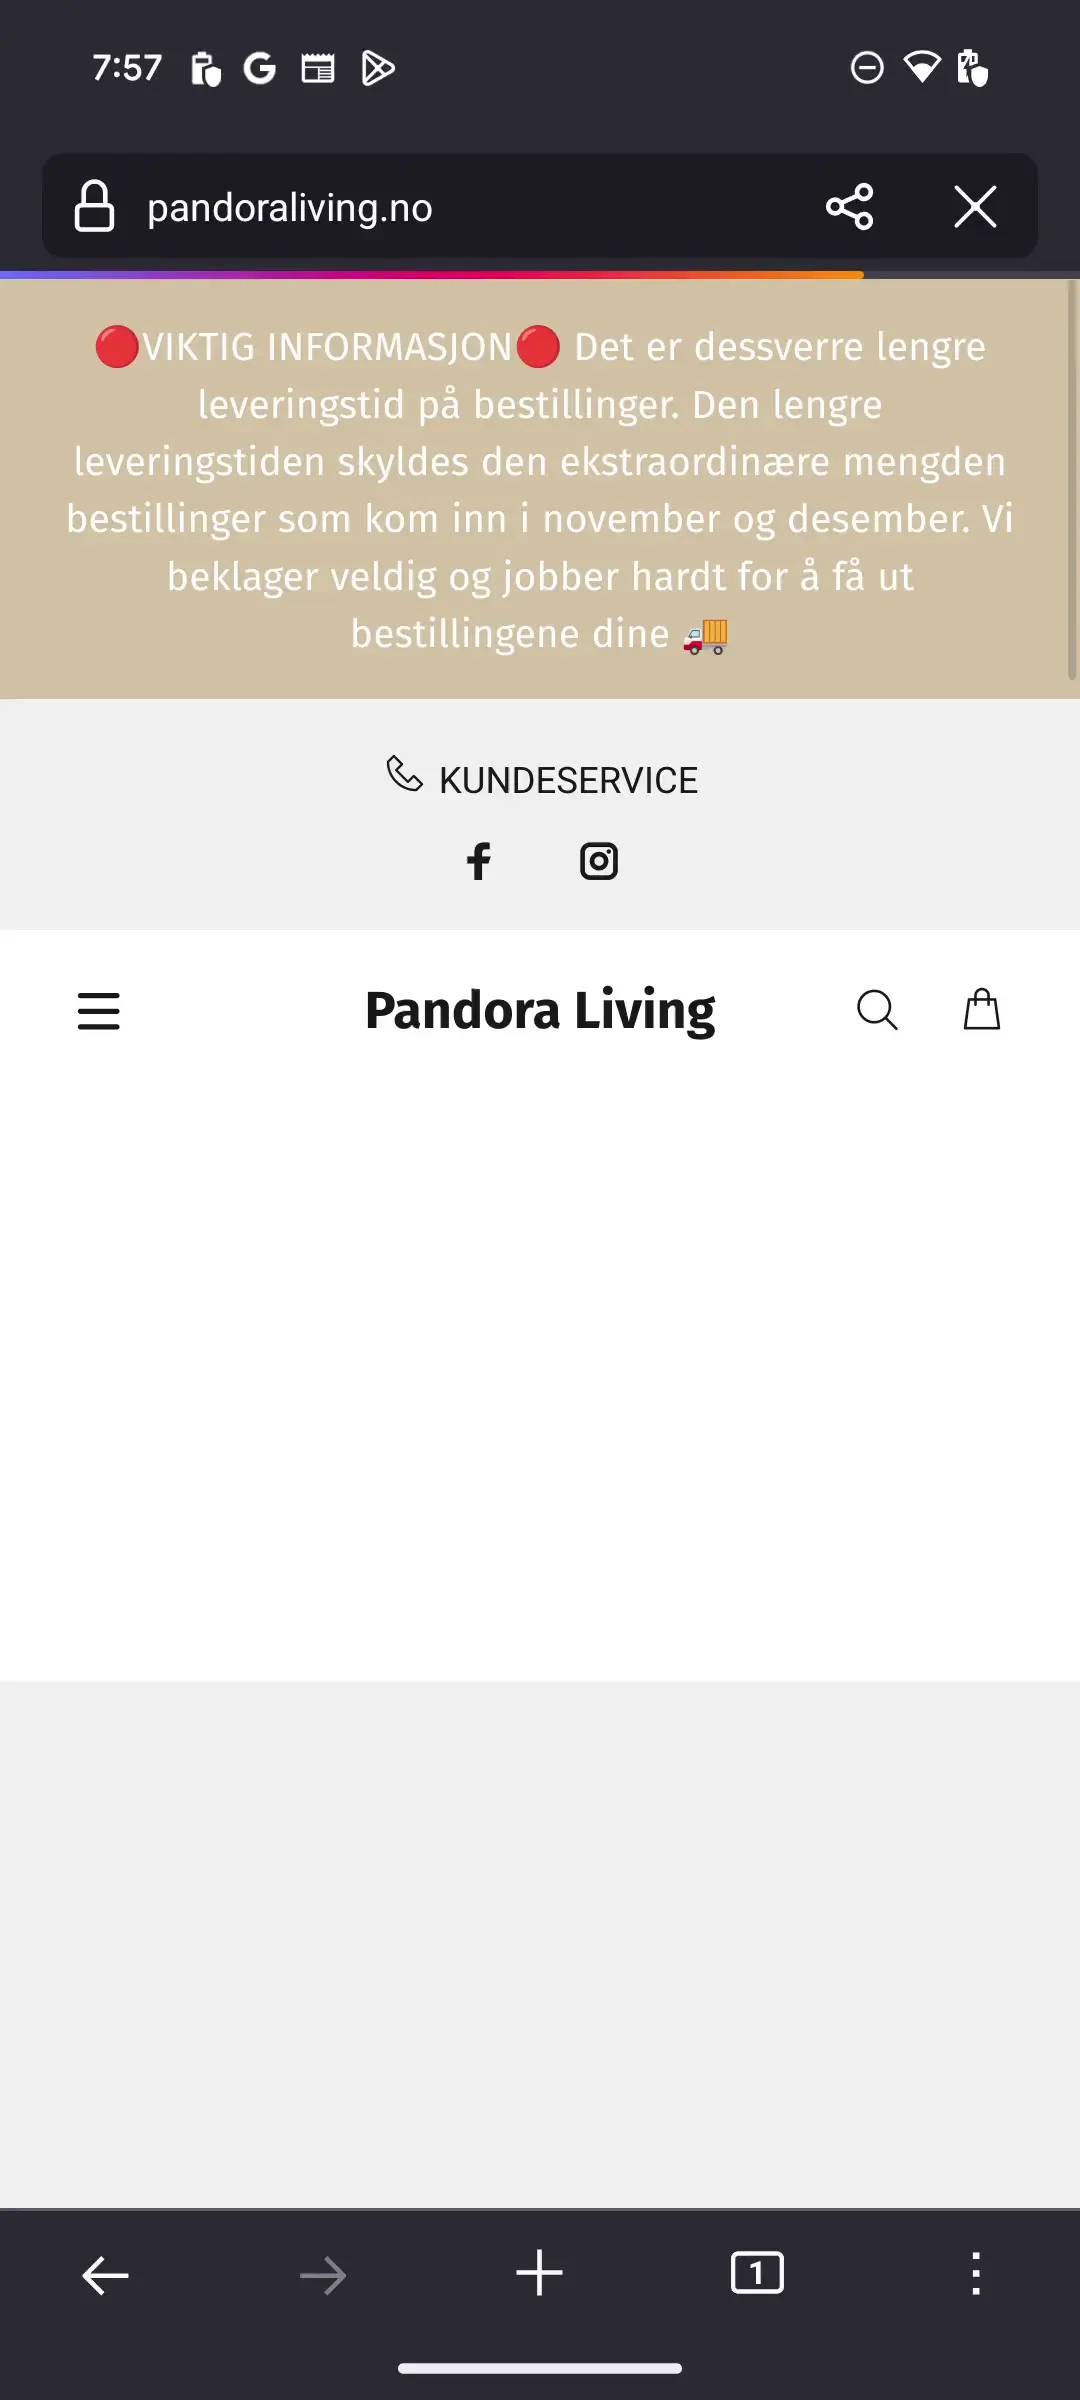 7:57
pandoraliving.no
🔴VIKTIG INFORMASJON🔴 Det er dessverre lengre
leveringstid på bestillinger. Den lengre
leveringstiden skyldes den ekstraordinære mengden
bestillinger som kom inn i november og desember. Vi
beklager veldig og jobber hardt for å få ut
bestillingene dine 🚚
KUNDESERVICE
Pandora Living
1